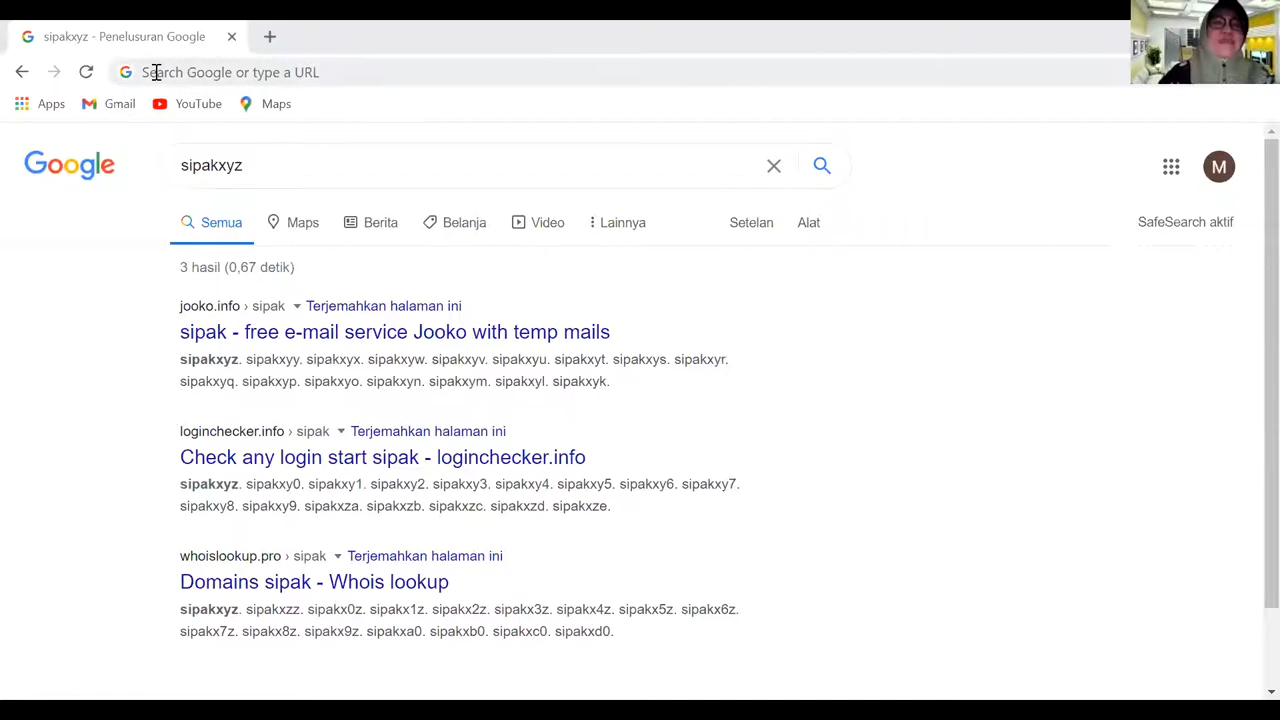 sipakxyz - Penelusuran Google
Search Google or type a URL
Apps Gmail YouTube Maps
Google sipakxyz M
Semua Maps Berita Belanja Video Lainnya Setelan Alat SafeSearch aktif
3 hasil (0,67 detik)
jooko.info › sipak Terjemahkan halaman ini
sipak - free e-mail service Jooko with temp mails
sipakxyz. sipakxyy. sipakxyx. sipakxyw. sipakxyv. sipakxyu. sipakxyt. sipakxys. sipakxyr.
sipakxyq. sipakxyp. sipakxyo. sipakxyn. sipakxym. sipakxyl. sipakxyk.
loginchecker.info › sipak Terjemahkan halaman ini
Check any login start sipak - loginchecker.info
sipakxyz. sipakxy0. sipakxy1. sipakxy2. sipakxy3. sipakxy4. sipakxy5. sipakxy6. sipakxy7.
sipakxy8. sipakxy9. sipakxza. sipakxzb. sipakxzc. sipakxzd. sipakxze.
whoislookup.pro › sipak Terjemahkan halaman ini
Domains sipak - Whois lookup
sipakxyz. sipakxzz. sipakx0z. sipakx1z. sipakx2z. sipakx3z. sipakx4z. sipakx5z. sipakx6z.
sipakx7z. sipakx8z. sipakx9z. sipakxa0. sipakxb0. sipakxc0. sipakxd0.